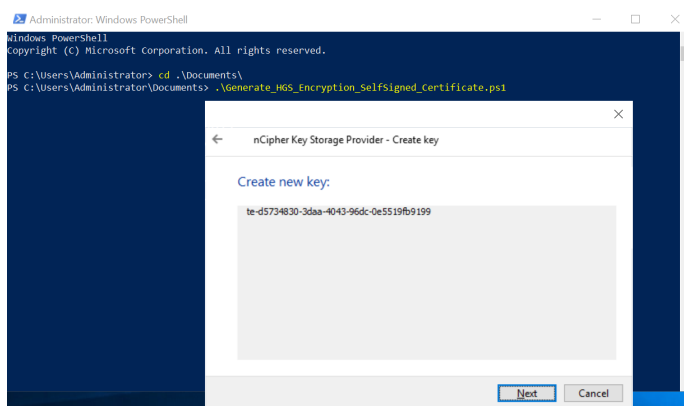 Administrator: Windows PowerShell
Windows PowerShell
Copyright (C) Microsoft Corporation. All rights reserved.
PS C:\Users\Administrator> cd .\Documents\
PS C:\Users\Administrator\Documents> .\Generate_HGS_Encryption_SelfSigned_Certificate.ps1
nCipher Key Storage Provider - Create key
Create new key:
te-d5734830-3daa-4043-96dc-0e5519fb9199
Next Cancel